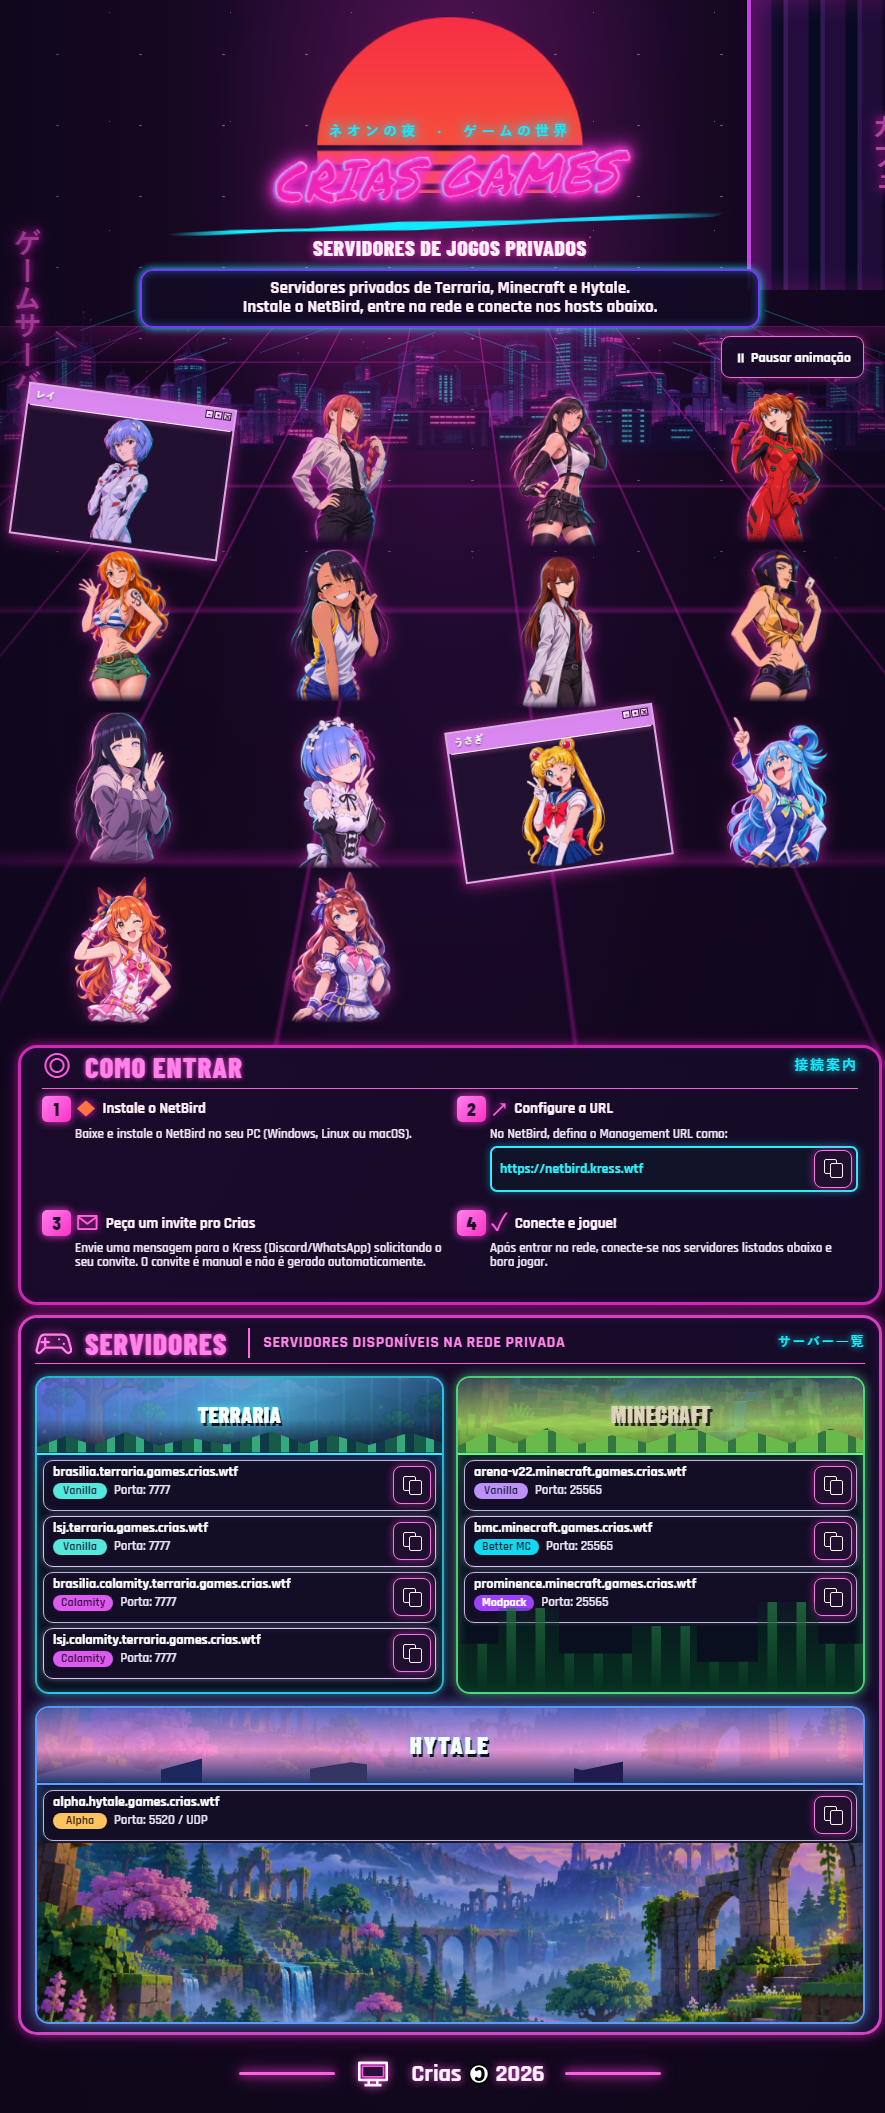 ネオンの夜 · ゲームの世界
CRIAS GAMES
SERVIDORES DE JOGOS PRIVADOS
Servidores privados de Terraria, Minecraft e Hytale.
Instale o NetBird, entre na rede e conecte nos hosts abaixo.
ゲームサーバ
Pausar animação
レイ
うさぎ
COMO ENTRAR
接続案内
1 Instale o NetBird
Baixe e instale o NetBird no seu PC (Windows, Linux ou macOS).
2 Configure a URL
No NetBird, defina o Management URL como:
https://netbird.kress.wtf
3 Peça um invite pro Crias
Envie uma mensagem para o Kress (Discord/WhatsApp) solicitando o
seu convite. O convite é manual e não é gerado automaticamente.
4 Conecte e jogue!
Após entrar na rede, conecte-se nos servidores listados abaixo e
bora jogar.
SERVIDORES
SERVIDORES DISPONÍVEIS NA REDE PRIVADA
サーバー一覧
TERRARIA
brasilia.terraria.games.crias.wtf
Vanilla Porta: 7777
lsj.terraria.games.crias.wtf
Vanilla Porta: 7777
brasilia.calamity.terraria.games.crias.wtf
Calamity Porta: 7777
lsj.calamity.terraria.games.crias.wtf
Calamity Porta: 7777
MINECRAFT
arena-v22.minecraft.games.crias.wtf
Vanilla Porta: 25565
bmc.minecraft.games.crias.wtf
Better MC Porta: 25565
prominence.minecraft.games.crias.wtf
Modpack Porta: 25565
HYTALE
alpha.hytale.games.crias.wtf
Alpha Porta: 5520 / UDP
Crias 2026